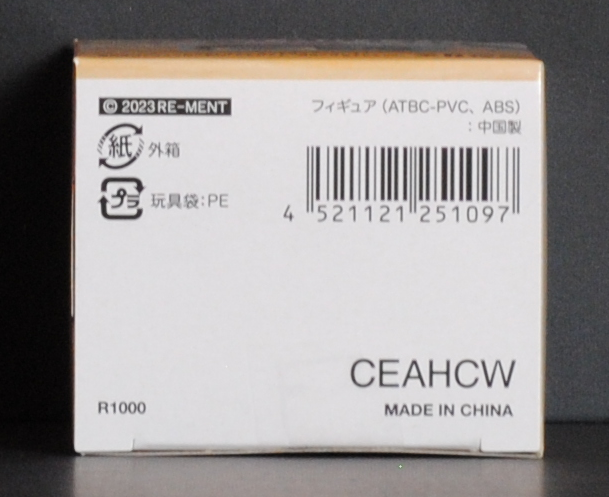 © 2023 RE-MENT
フィギュア（ATBC-PVC、ABS）
：中国製
紙 外箱
プラ 玩具袋：PE
4 521121 251097
CEAHCW
R1000
MADE IN CHINA